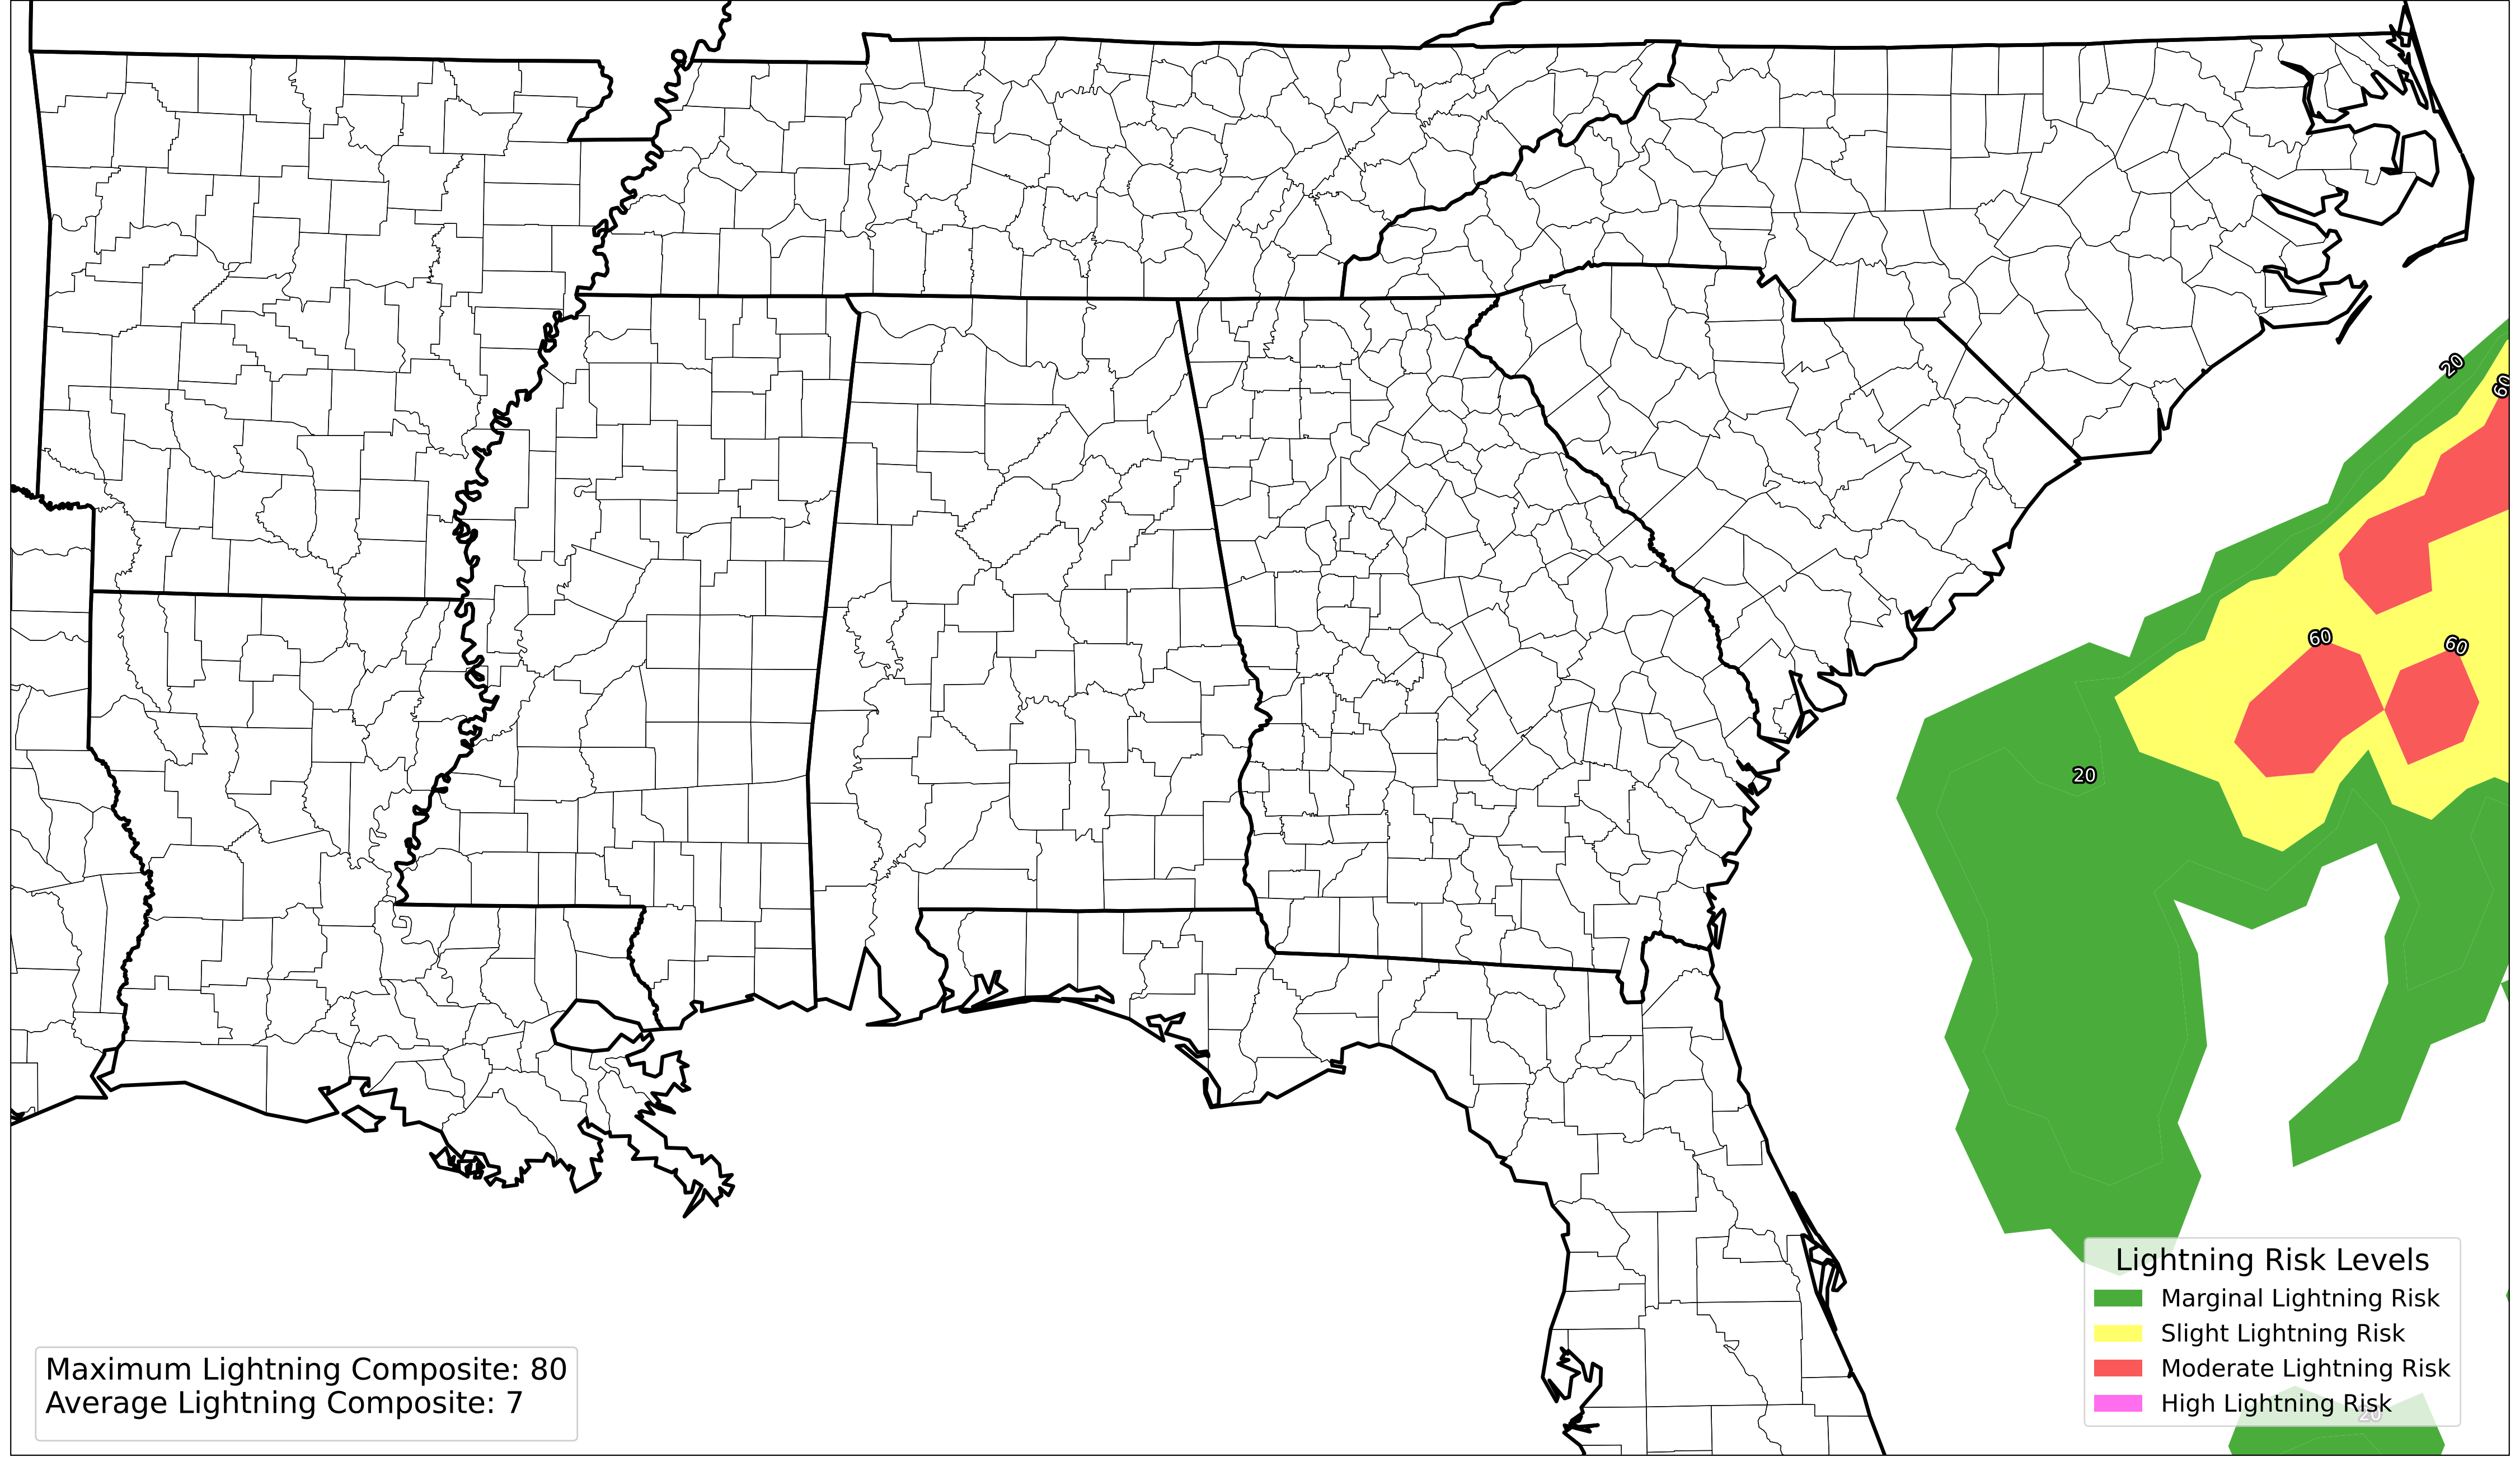 20
60
60
60
20
Lightning Risk Levels
Marginal Lightning Risk
Slight Lightning Risk
Moderate Lightning Risk
High Lightning Risk
20
Maximum Lightning Composite: 80
Average Lightning Composite: 7